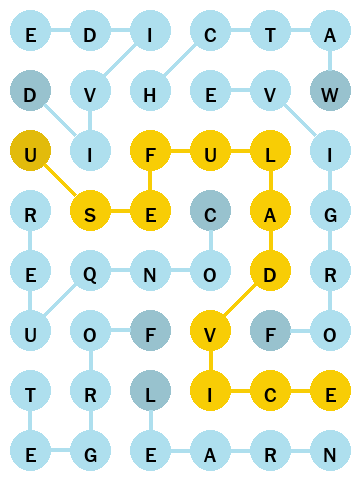 E D I C T A
D V H E V W
U I F U L I
R S E C A G
E Q N O D R
U O F V F O
T R L I C E
E G E A R N